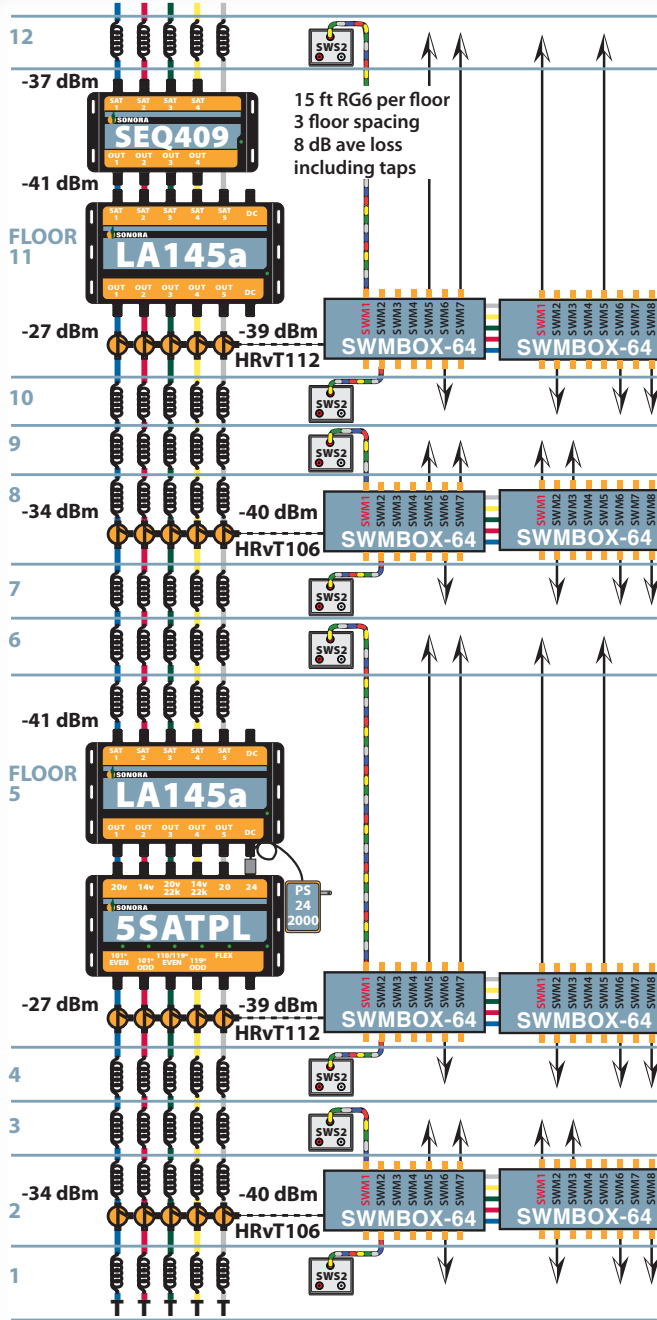 12
SWS2
-37 dBm
15 ft RG6 per floor
3 floor spacing
8 dB ave loss
including taps
SAT 1 SAT 2 SAT 3 SAT 4
SONORA
SEQ409
OUT 1 OUT 2 OUT 3 OUT 4
-41 dBm
FLOOR
11
SAT 1 SAT 2 SAT 3 SAT 4 SAT 5 DC
SONORA
LA145a
OUT 1 OUT 2 OUT 3 OUT 4 OUT 5 DC
-27 dBm
-39 dBm
HRvT112
SWM1 SWM2 SWM3 SWM4 SWM5 SWM6 SWM7
SWMBOX-64
SWM1 SWM2 SWM3 SWM4 SWM5 SWM6 SWM7 SWM8
SWMBOX-64
10
SWS2
9
SWS2
8
-34 dBm
-40 dBm
HRvT106
SWM1 SWM2 SWM3 SWM4 SWM5 SWM6 SWM7
SWMBOX-64
SWM1 SWM2 SWM3 SWM4 SWM5 SWM6 SWM7 SWM8
SWMBOX-64
7
SWS2
6
SWS2
-41 dBm
FLOOR
5
SAT 1 SAT 2 SAT 3 SAT 4 SAT 5 DC
SONORA
LA145a
OUT 1 OUT 2 OUT 3 OUT 4 OUT 5 DC
20v 14v 20v 22k 14v 22k 20 24
SONORA
5SATPL
101° EVEN 101° ODD 110/119° EVEN 119° ODD FLEX
PS
24
2000
-27 dBm
-39 dBm
HRvT112
SWM1 SWM2 SWM3 SWM4 SWM5 SWM6 SWM7
SWMBOX-64
SWM1 SWM2 SWM3 SWM4 SWM5 SWM6 SWM7 SWM8
SWMBOX-64
4
SWS2
3
SWS2
-34 dBm
2
-40 dBm
HRvT106
SWM1 SWM2 SWM3 SWM4 SWM5 SWM6 SWM7
SWMBOX-64
SWM1 SWM2 SWM3 SWM4 SWM5 SWM6 SWM7 SWM8
SWMBOX-64
1
SWS2